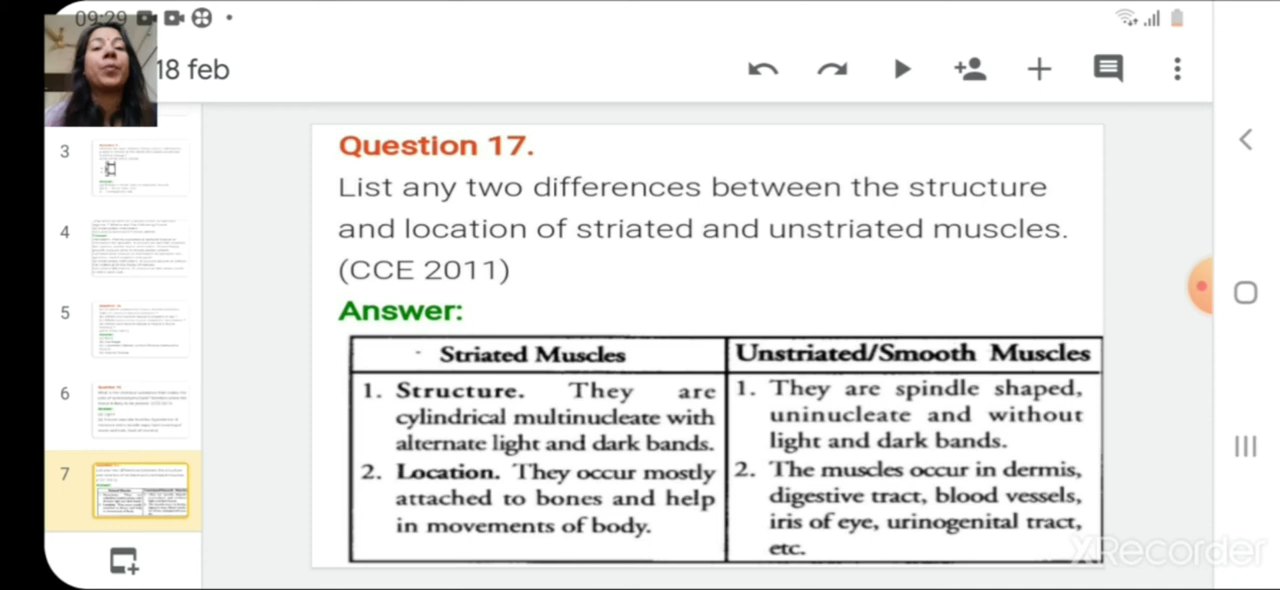 09:29
18 feb
3
4
5
6
7
Question 17.
List any two differences between the structure
and location of striated and unstriated muscles.
(CCE 2011)
Answer:
Striated Muscles
1. Structure. They are
cylindrical multinucleate with
alternate light and dark bands.
2. Location. They occur mostly
attached to bones and help
in movements of body.
Unstriated/Smooth Muscles
1. They are spindle shaped,
uninucleate and without
light and dark bands.
2. The muscles occur in dermis,
digestive tract, blood vessels,
iris of eye, urinogenital tract,
etc.
XRecorder